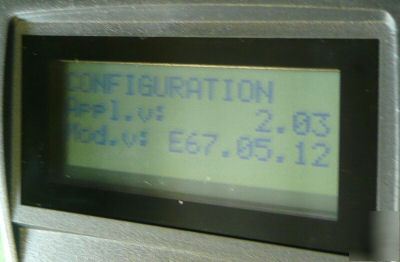 CONFIGURATION
Appl.v: 2.03
Mod.v: E67.05.12